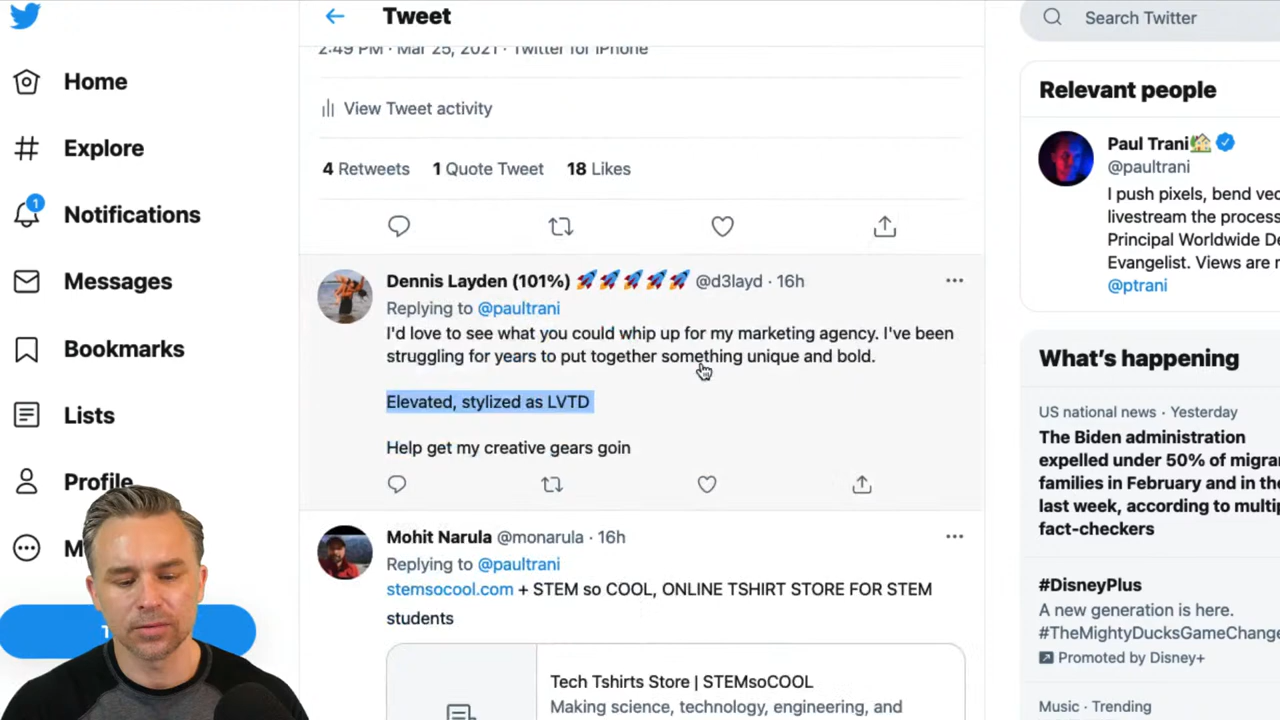 Tweet
Search Twitter
2:49 PM · Mar 25, 2021 · Twitter for iPhone
Home
Explore
1
Notifications
Messages
Bookmarks
Lists
Profile
M
T
View Tweet activity
4 Retweets 1 Quote Tweet 18 Likes
Dennis Layden (101%) 🚀🚀🚀🚀🚀 @d3layd · 16h
Replying to @paultrani
I'd love to see what you could whip up for my marketing agency. I've been
struggling for years to put together something unique and bold.
Elevated, stylized as LVTD
Help get my creative gears goin
Mohit Narula @monarula · 16h
Replying to @paultrani
stemsocool.com + STEM so COOL, ONLINE TSHIRT STORE FOR STEM
students
Tech Tshirts Store | STEMsoCOOL
Making science, technology, engineering, and
Relevant people
Paul Trani🏡
@paultrani
I push pixels, bend vec
livestream the process
Principal Worldwide De
Evangelist. Views are m
@ptrani
What's happening
US national news · Yesterday
The Biden administration
expelled under 50% of migra
families in February and in the
last week, according to multip
fact-checkers
#DisneyPlus
A new generation is here.
#TheMightyDucksGameChange
Promoted by Disney+
Music · Trending